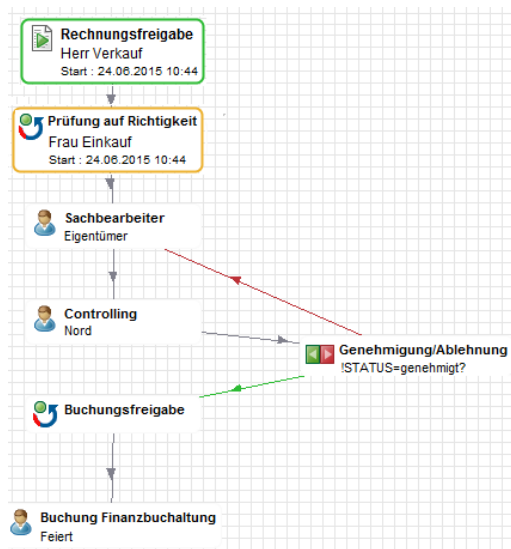 Rechnungsfreigabe
Herr Verkauf
Start : 24.06.2015 10:44
Prüfung auf Richtigkeit
Frau Einkauf
Start : 24.06.2015 10:44
Sachbearbeiter
Eigentümer
Controlling
Nord
Genehmigung/Ablehnung
!STATUS=genehmigt?
Buchungsfreigabe
Buchung Finanzbuchaltung
Feiert